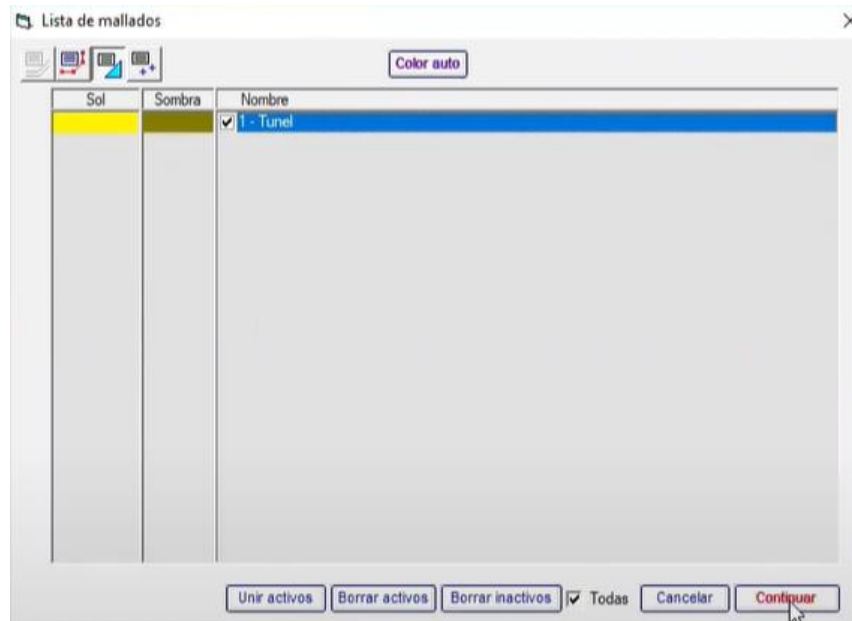 Lista de mallados
Color auto
Sol Sombra Nombre
1 - Tunel
Unir activos Borrar activos Borrar inactivos Todas Cancelar Continuar